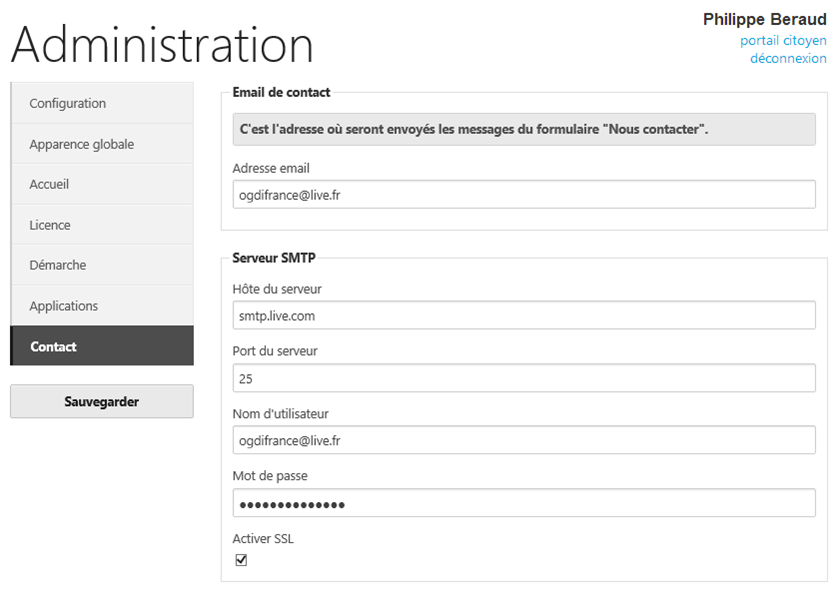 Administration
Philippe Beraud
portail citoyen
déconnexion
Configuration
Apparence globale
Accueil
Licence
Démarche
Applications
Contact
Sauvegarder
Email de contact
C'est l'adresse où seront envoyés les messages du formulaire "Nous contacter".
Adresse email
ogdifrance@live.fr
Serveur SMTP
Hôte du serveur
smtp.live.com
Port du serveur
25
Nom d'utilisateur
ogdifrance@live.fr
Mot de passe
●●●●●●●●●●●●●●
Activer SSL